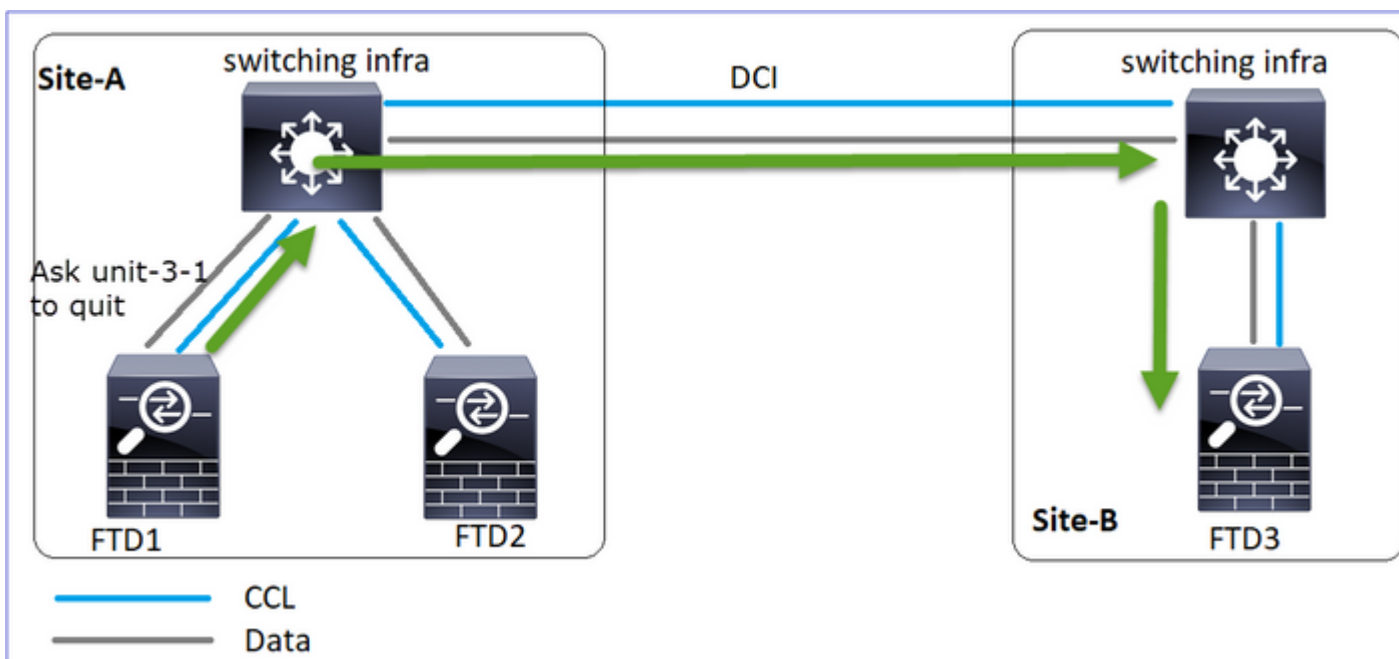 switching infra
Site-A
DCI
switching infra
Ask unit-3-1
to quit
FTD1
FTD2
Site-B
FTD3
CCL
Data